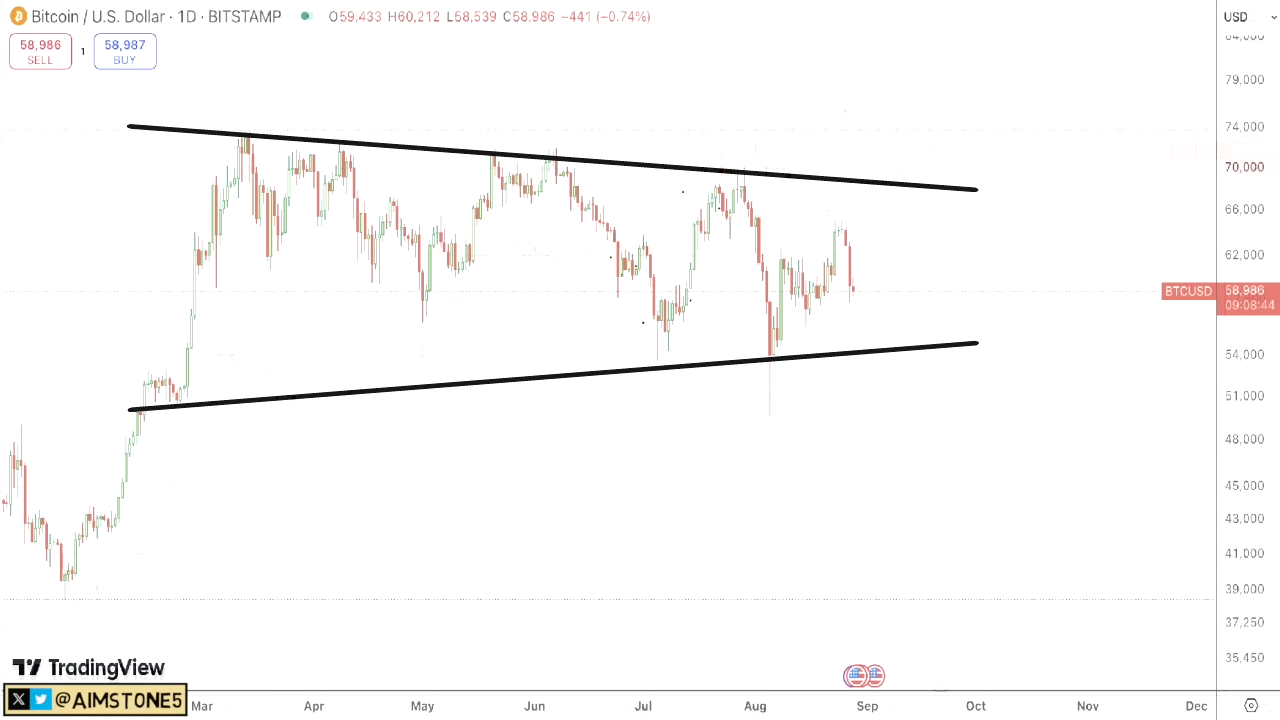 Bitcoin / U.S. Dollar · 1D · BITSTAMP O59,433 H60,212 L58,539 C58,986 −441 (−0.74%)
USD
58,986
SELL
1
58,987
BUY
84,000
79,000
74,000
70,000
66,000
62,000
BTCUSD 58,986
09:08:44
54,000
51,000
48,000
45,000
43,000
41,000
39,000
37,250
35,450
TradingView
X @AIMSTONE5
Mar Apr May Jun Jul Aug Sep Oct Nov Dec